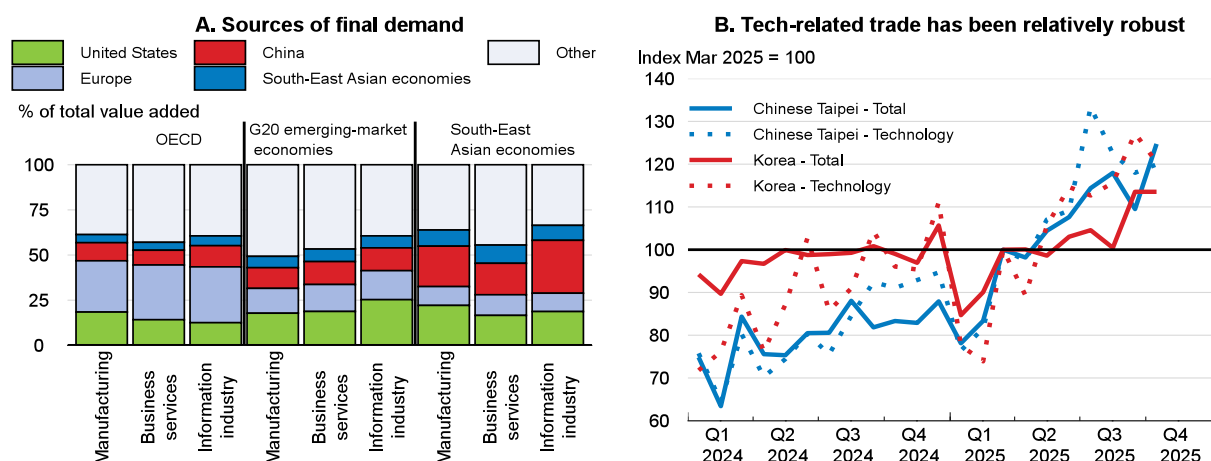 A. Sources of final demand
United States
China
Other
Europe
South-East Asian economies
% of total value added
OECD
G20 emerging-market
economies
South-East
Asian economies
100
75
50
25
0
Manufacturing
Business
services
Information
industry
Manufacturing
Business
services
Information
industry
Manufacturing
Business
services
Information
industry
B. Tech-related trade has been relatively robust
Index Mar 2025 = 100
140
130
120
110
100
90
80
70
60
Chinese Taipei - Total
Chinese Taipei - Technology
Korea - Total
Korea - Technology
Q1 Q2 Q3 Q4 Q1 Q2 Q3 Q4
2024 2024 2024 2024 2025 2025 2025 2025